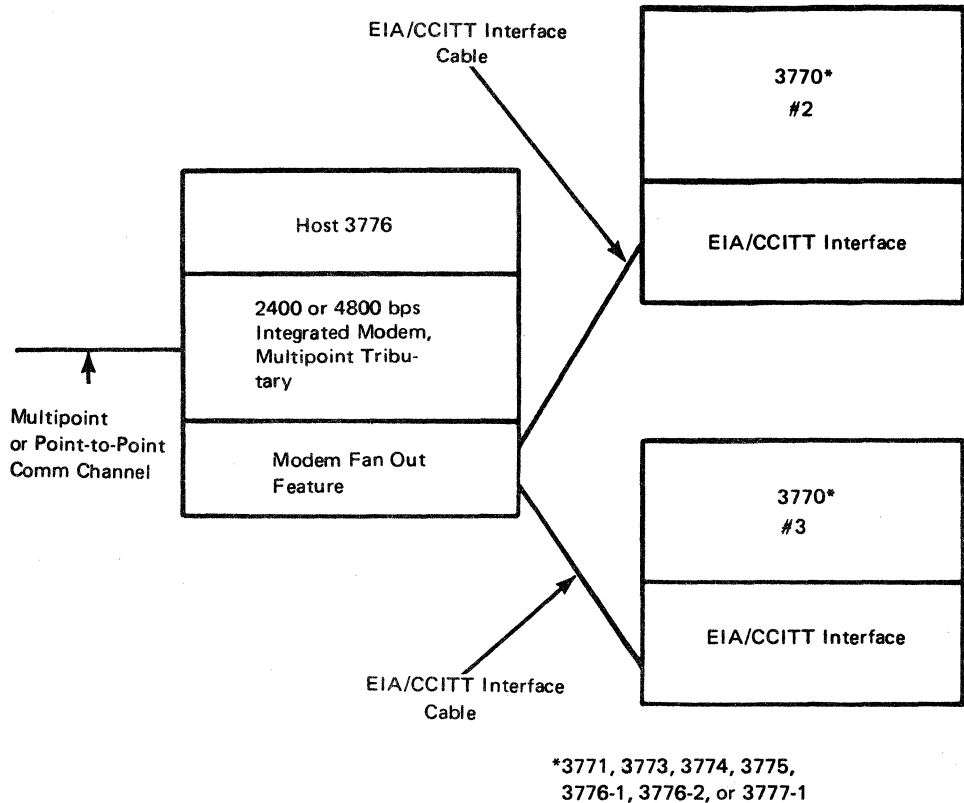 EIA/CCITT Interface
Cable
3770*
#2
EIA/CCITT Interface
Host 3776
2400 or 4800 bps
Integrated Modem,
Multipoint Tribu-
tary
Modem Fan Out
Feature
Multipoint
or Point-to-Point
Comm Channel
3770*
#3
EIA/CCITT Interface
EIA/CCITT Interface
Cable
*3771, 3773, 3774, 3775,
3776-1, 3776-2, or 3777-1